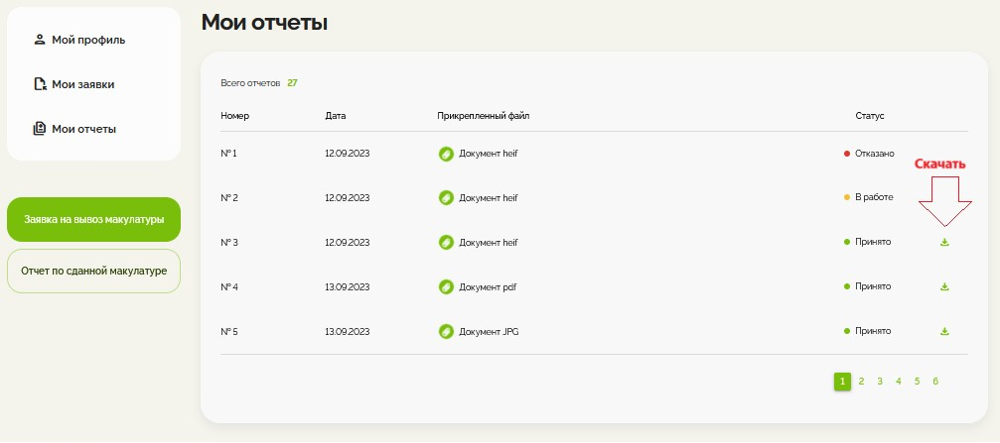 Мой профиль
Мои заявки
Мои отчеты
Заявка на вывоз макулатуры
Отчет по сданной макулатуре
Мои отчеты
Всего отчетов 27
Номер Дата Прикрепленный файл Статус
№ 1 12.09.2023 Документ heif Отказано
Скачать
№ 2 12.09.2023 Документ heif В работе
№ 3 12.09.2023 Документ heif Принято
№ 4 13.09.2023 Документ pdf Принято
№ 5 13.09.2023 Документ JPG Принято
1 2 3 4 5 6